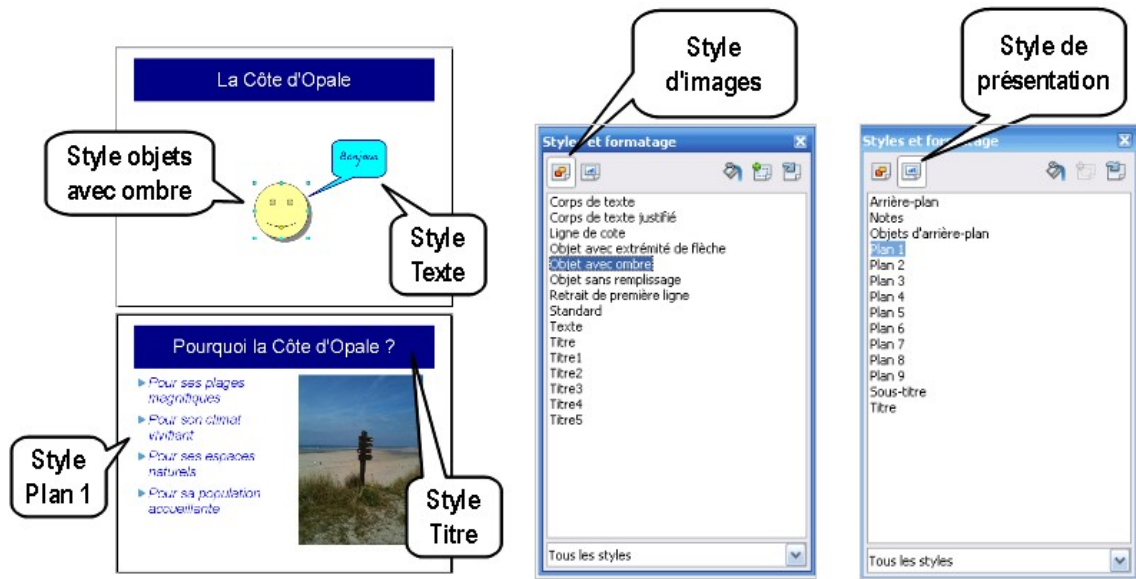 La Côte d'Opale
Style objets
avec ombre
Bonjour
Style
Texte
Pourquoi la Côte d'Opale ?
Pour ses plages
magnifiques
Pour son climat
vivifiant
Pour ses espaces
naturels
Pour sa population
accueillante
Style
Plan 1
Style
Titre
Style
d'images
Styles et formatage
Corps de texte
Corps de texte justifié
Ligne de cote
Objet avec extrémité de flèche
Objet avec ombre
Objet sans remplissage
Retrait de première ligne
Standard
Texte
Titre
Titre1
Titre2
Titre3
Titre4
Titre5
Tous les styles
Style de
présentation
Styles et formatage
Arrière-plan
Notes
Objets d'arrière-plan
Plan 1
Plan 2
Plan 3
Plan 4
Plan 5
Plan 6
Plan 7
Plan 8
Plan 9
Sous-titre
Titre
Tous les styles